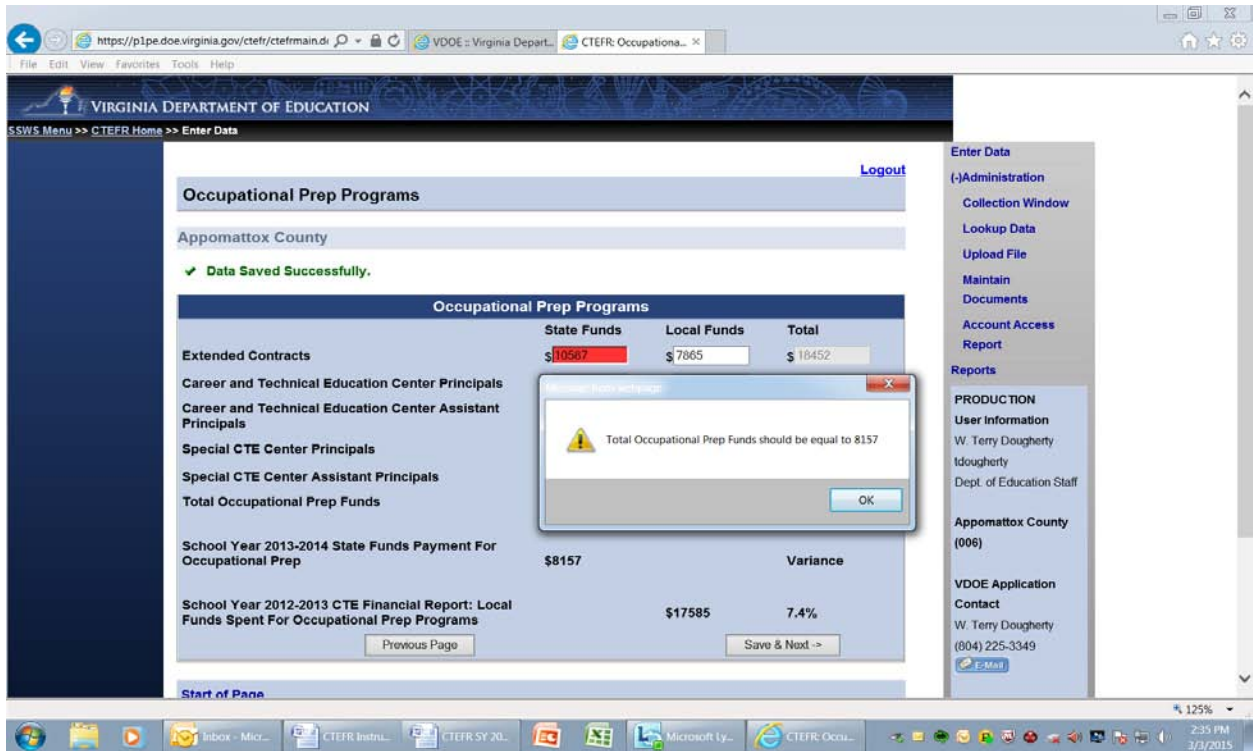 https://p1pe.doe.virginia.gov/ctefr/ctefrmain.d
VDOE :: Virginia Depart...
CTEFR: Occupationa...
File Edit View Favorites Tools Help
VIRGINIA DEPARTMENT OF EDUCATION
SSWS Menu >> CTEFR Home >> Enter Data
Logout
Occupational Prep Programs
Appomattox County
Data Saved Successfully.
Occupational Prep Programs
State Funds Local Funds Total
Extended Contracts $ 10587 $ 7865 $ 18452
Career and Technical Education Center Principals
Career and Technical Education Center Assistant
Principals
Special CTE Center Principals
Special CTE Center Assistant Principals
Total Occupational Prep Funds
Message from webpage
X
Total Occupational Prep Funds should be equal to 8157
OK
School Year 2013-2014 State Funds Payment For
Occupational Prep $8157 Variance
School Year 2012-2013 CTE Financial Report: Local
Funds Spent For Occupational Prep Programs $17585 7.4%
Previous Page
Save & Next ->
Start of Page
Enter Data
(-)Administration
Collection Window
Lookup Data
Upload File
Maintain
Documents
Account Access
Report
Reports
PRODUCTION
User Information
W. Terry Dougherty
tdougherty
Dept. of Education Staff
Appomattox County
(006)
VDOE Application
Contact
W. Terry Dougherty
(804) 225-3349
E-Mail
125%
Inbox - Micr...
CTEFR Instru...
CTEFR SY 20...
Microsoft Ly...
CTEFR: Occu...
2:35 PM
3/3/2015